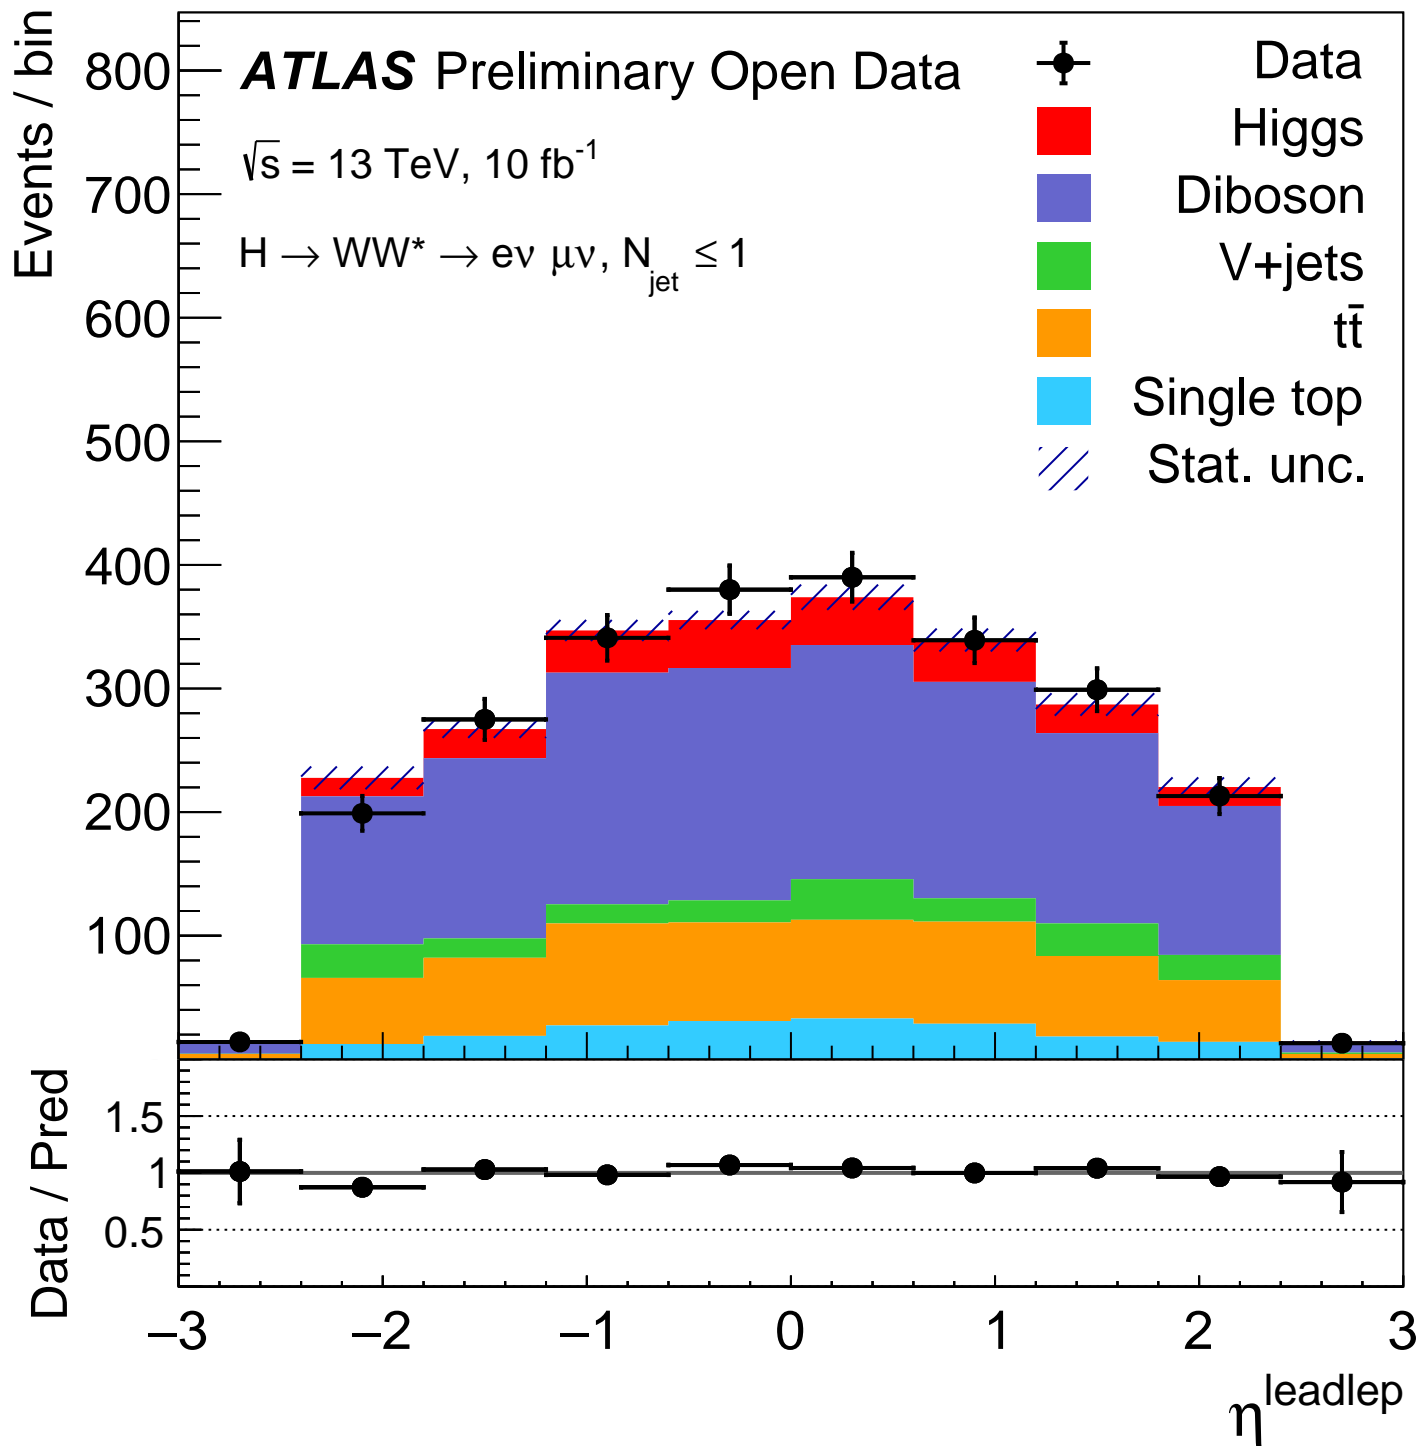 Events / bin
800
700
600
500
400
300
200
100
ATLAS Preliminary Open Data
√s = 13 TeV, 10 fb⁻¹
H → WW* → eν μν, N_jet ≤ 1
Data
Higgs
Diboson
V+jets
tt̄
Single top
Stat. unc.
Data / Pred
1.5
1
0.5
−3 −2 −1 0 1 2 3
η^leadlep